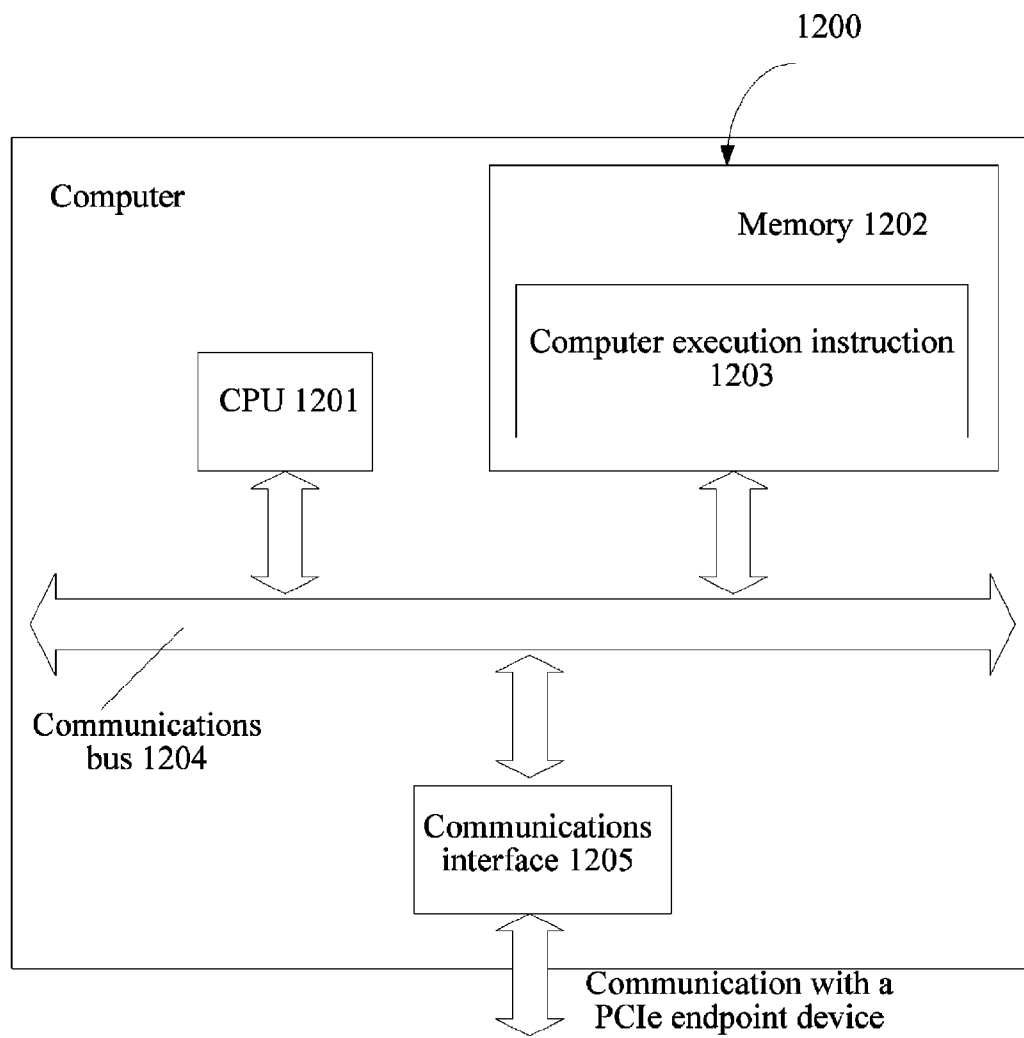 1200
Computer
Memory 1202
Computer execution instruction
1203
CPU 1201
Communications
bus 1204
Communications
interface 1205
Communication with a
PCIe endpoint device